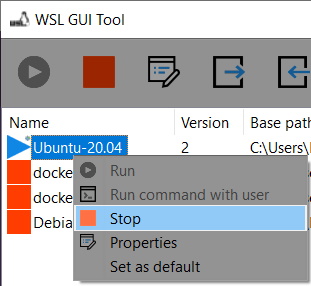 WSL GUI Tool
Name Version Base pat
Ubuntu-20.04 2 C:\Users\
docke
docke
Debia
Run
Run command with user
Stop
Properties
Set as default